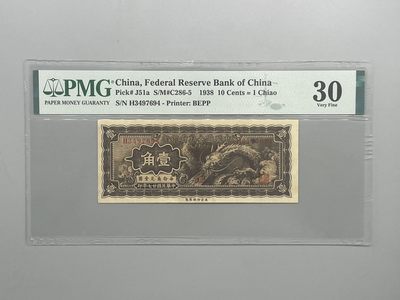 PMG
PAPER MONEY GUARANTY
China, Federal Reserve Bank of China
Pick# J51a S/M#C286-5 1938 10 Cents = 1 Chiao
S/N H3497694 - Printer: BEPP
30
Very Fine
角壹